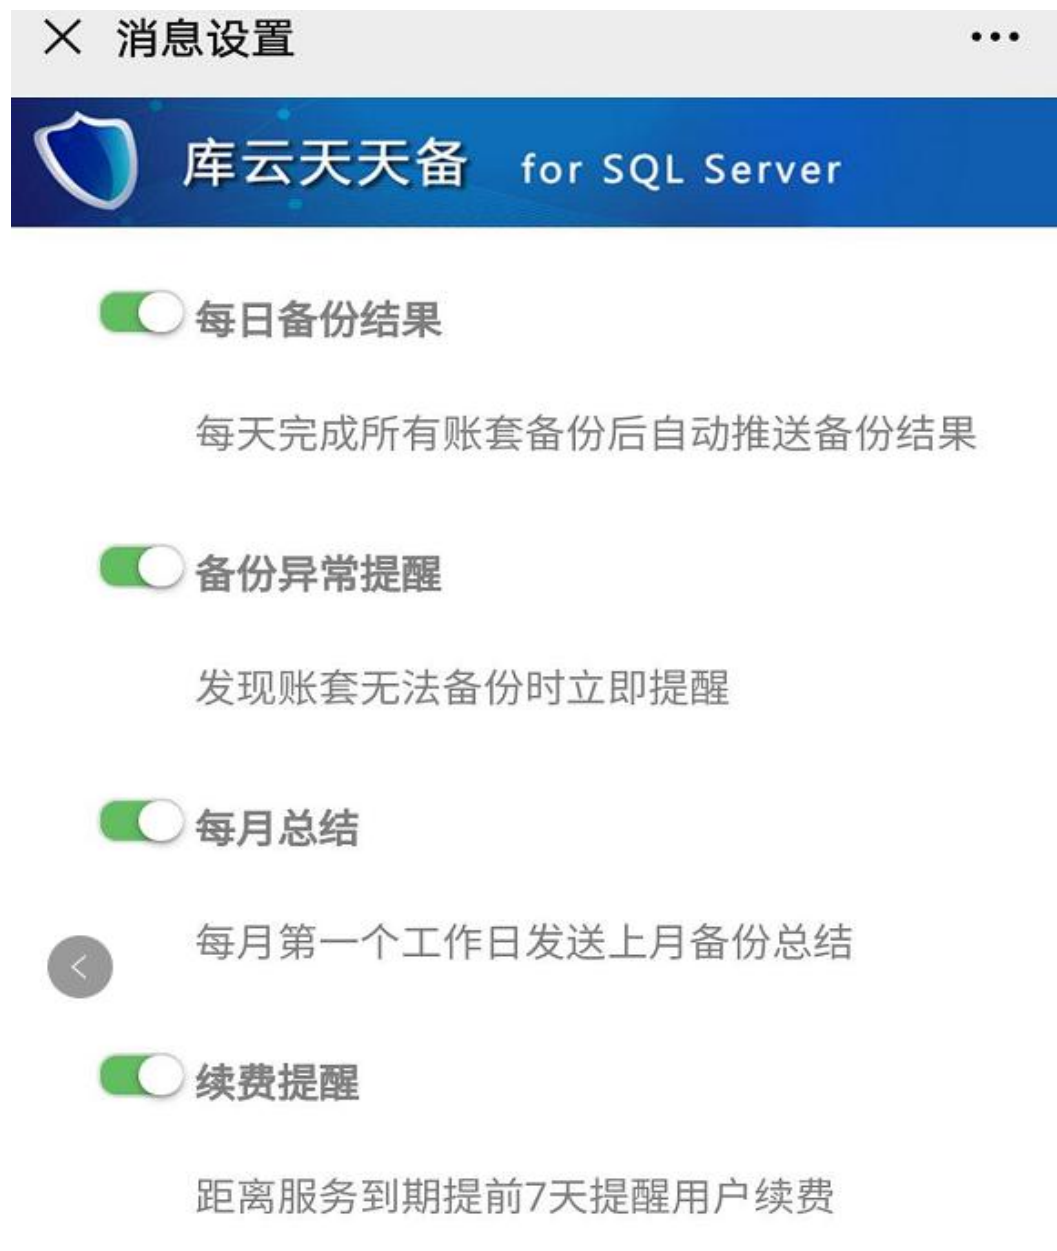 消息设置
库云天天备 for SQL Server
每日备份结果
每天完成所有账套备份后自动推送备份结果
备份异常提醒
发现账套无法备份时立即提醒
每月总结
每月第一个工作日发送上月备份总结
续费提醒
距离服务到期提前7天提醒用户续费